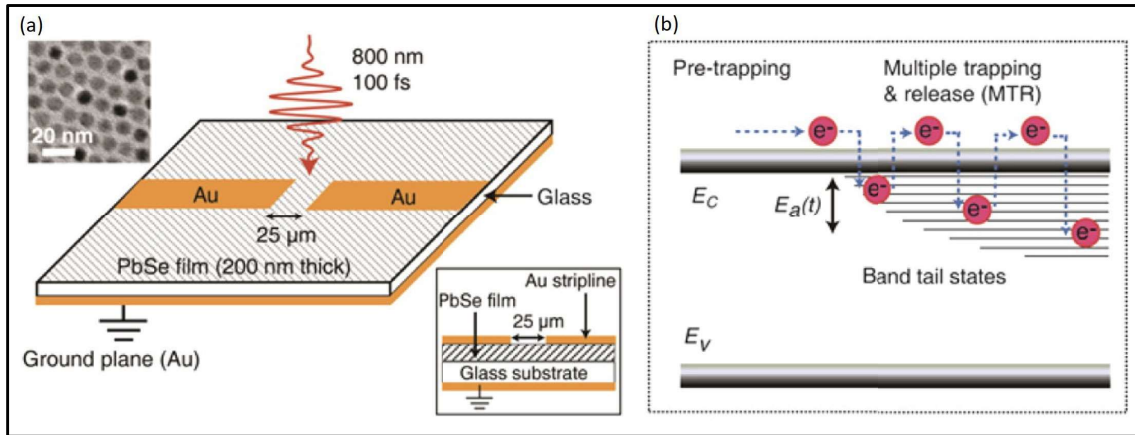 (a)
20 nm
800 nm
100 fs
Au
Au
Glass
25 µm
PbSe film (200 nm thick)
Ground plane (Au)
Au stripline
PbSe film
25 µm
Glass substrate
(b)
Pre-trapping
Multiple trapping
& release (MTR)
e-
e-
e-
E_C
E_a(t)
e-
e-
e-
Band tail states
E_V